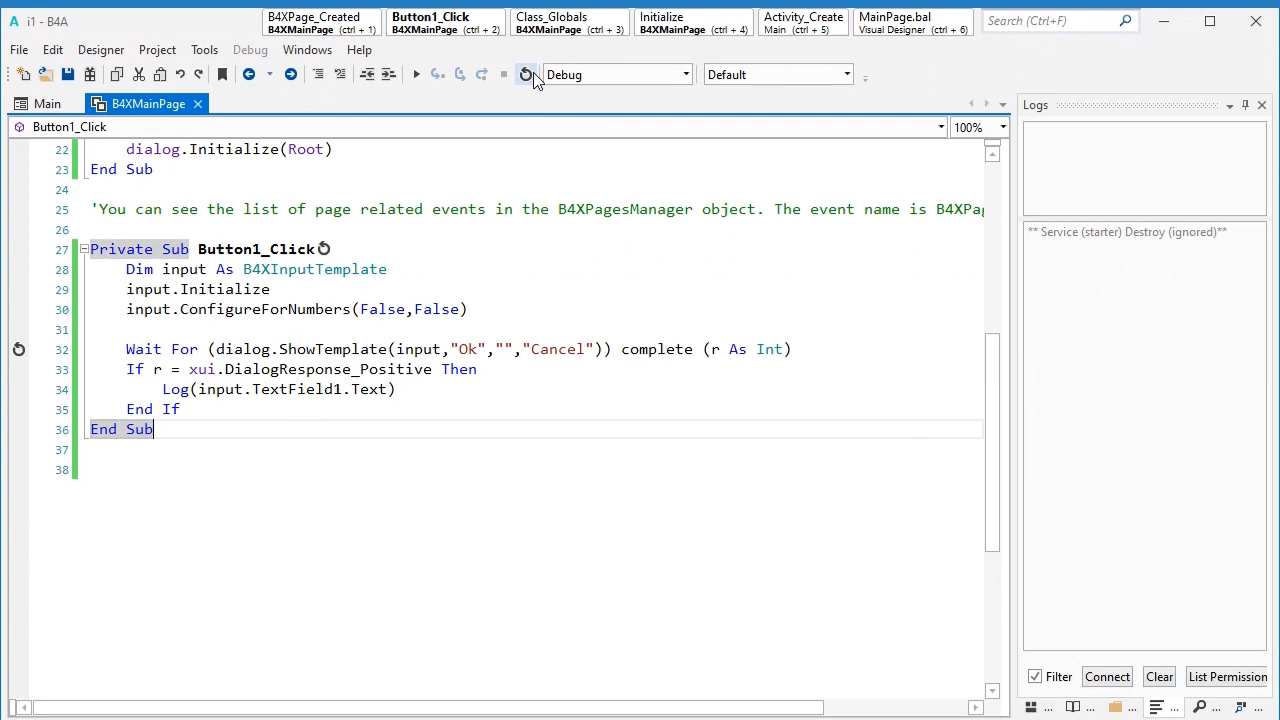 i1 - B4A
B4XPage_Created
B4XMainPage (ctrl + 1)
Button1_Click
B4XMainPage (ctrl + 2)
Class_Globals
B4XMainPage (ctrl + 3)
Initialize
B4XMainPage (ctrl + 4)
Activity_Create
Main (ctrl + 5)
MainPage.bal
Visual Designer (ctrl + 6)
Search (Ctrl+F)
File Edit Designer Project Tools Debug Windows Help
Debug
Default
Main
B4XMainPage
Button1_Click
100%
22 dialog.Initialize(Root)
23 End Sub
24
25 'You can see the list of page related events in the B4XPagesManager object. The event name is B4XPag
26
27 Private Sub Button1_Click
28 Dim input As B4XInputTemplate
29 input.Initialize
30 input.ConfigureForNumbers(False,False)
31
32 Wait For (dialog.ShowTemplate(input,"Ok","","Cancel")) complete (r As Int)
33 If r = xui.DialogResponse_Positive Then
34 Log(input.TextField1.Text)
35 End If
36 End Sub
37
38
Logs
** Service (starter) Destroy (ignored)**
Filter
Connect
Clear
List Permission
... ... ... ... ... ...